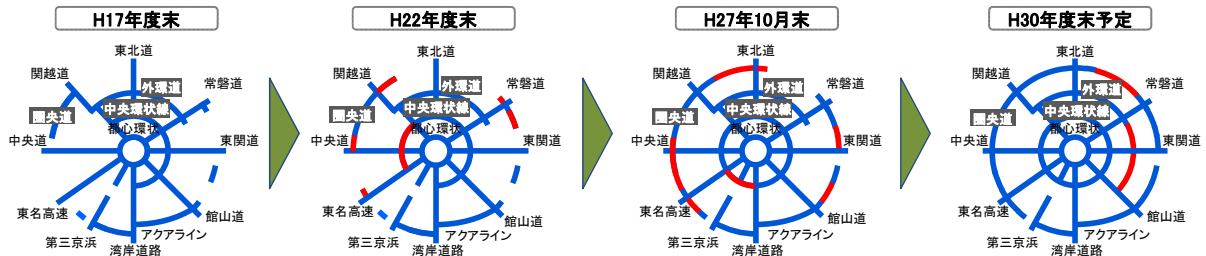 H17年度末
東北道
関越道
外環道
常磐道
圏央道
中央環状線
都心環状
中央道
東関道
東名高速
館山道
第三京浜
アクアライン
湾岸道路
H22年度末
東北道
関越道
外環道
常磐道
圏央道
中央環状線
都心環状
中央道
東関道
東名高速
館山道
第三京浜
アクアライン
湾岸道路
H27年10月末
東北道
関越道
外環道
常磐道
圏央道
中央環状線
都心環状
中央道
東関道
東名高速
館山道
第三京浜
アクアライン
湾岸道路
H30年度末予定
東北道
関越道
外環道
常磐道
圏央道
中央環状線
都心環状
中央道
東関道
東名高速
館山道
第三京浜
アクアライン
湾岸道路